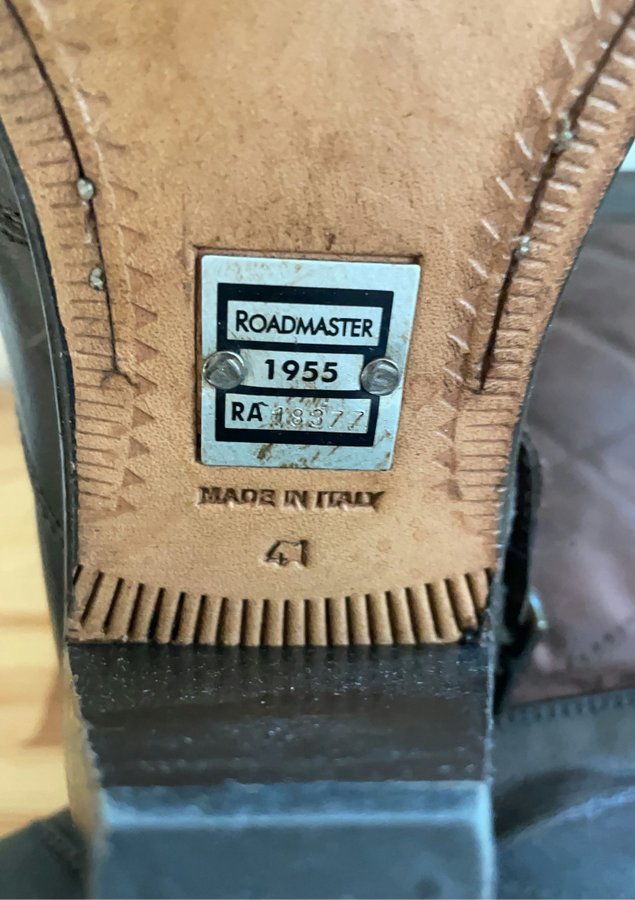 ROADMASTER
1955
RA 18377
MADE IN ITALY
41